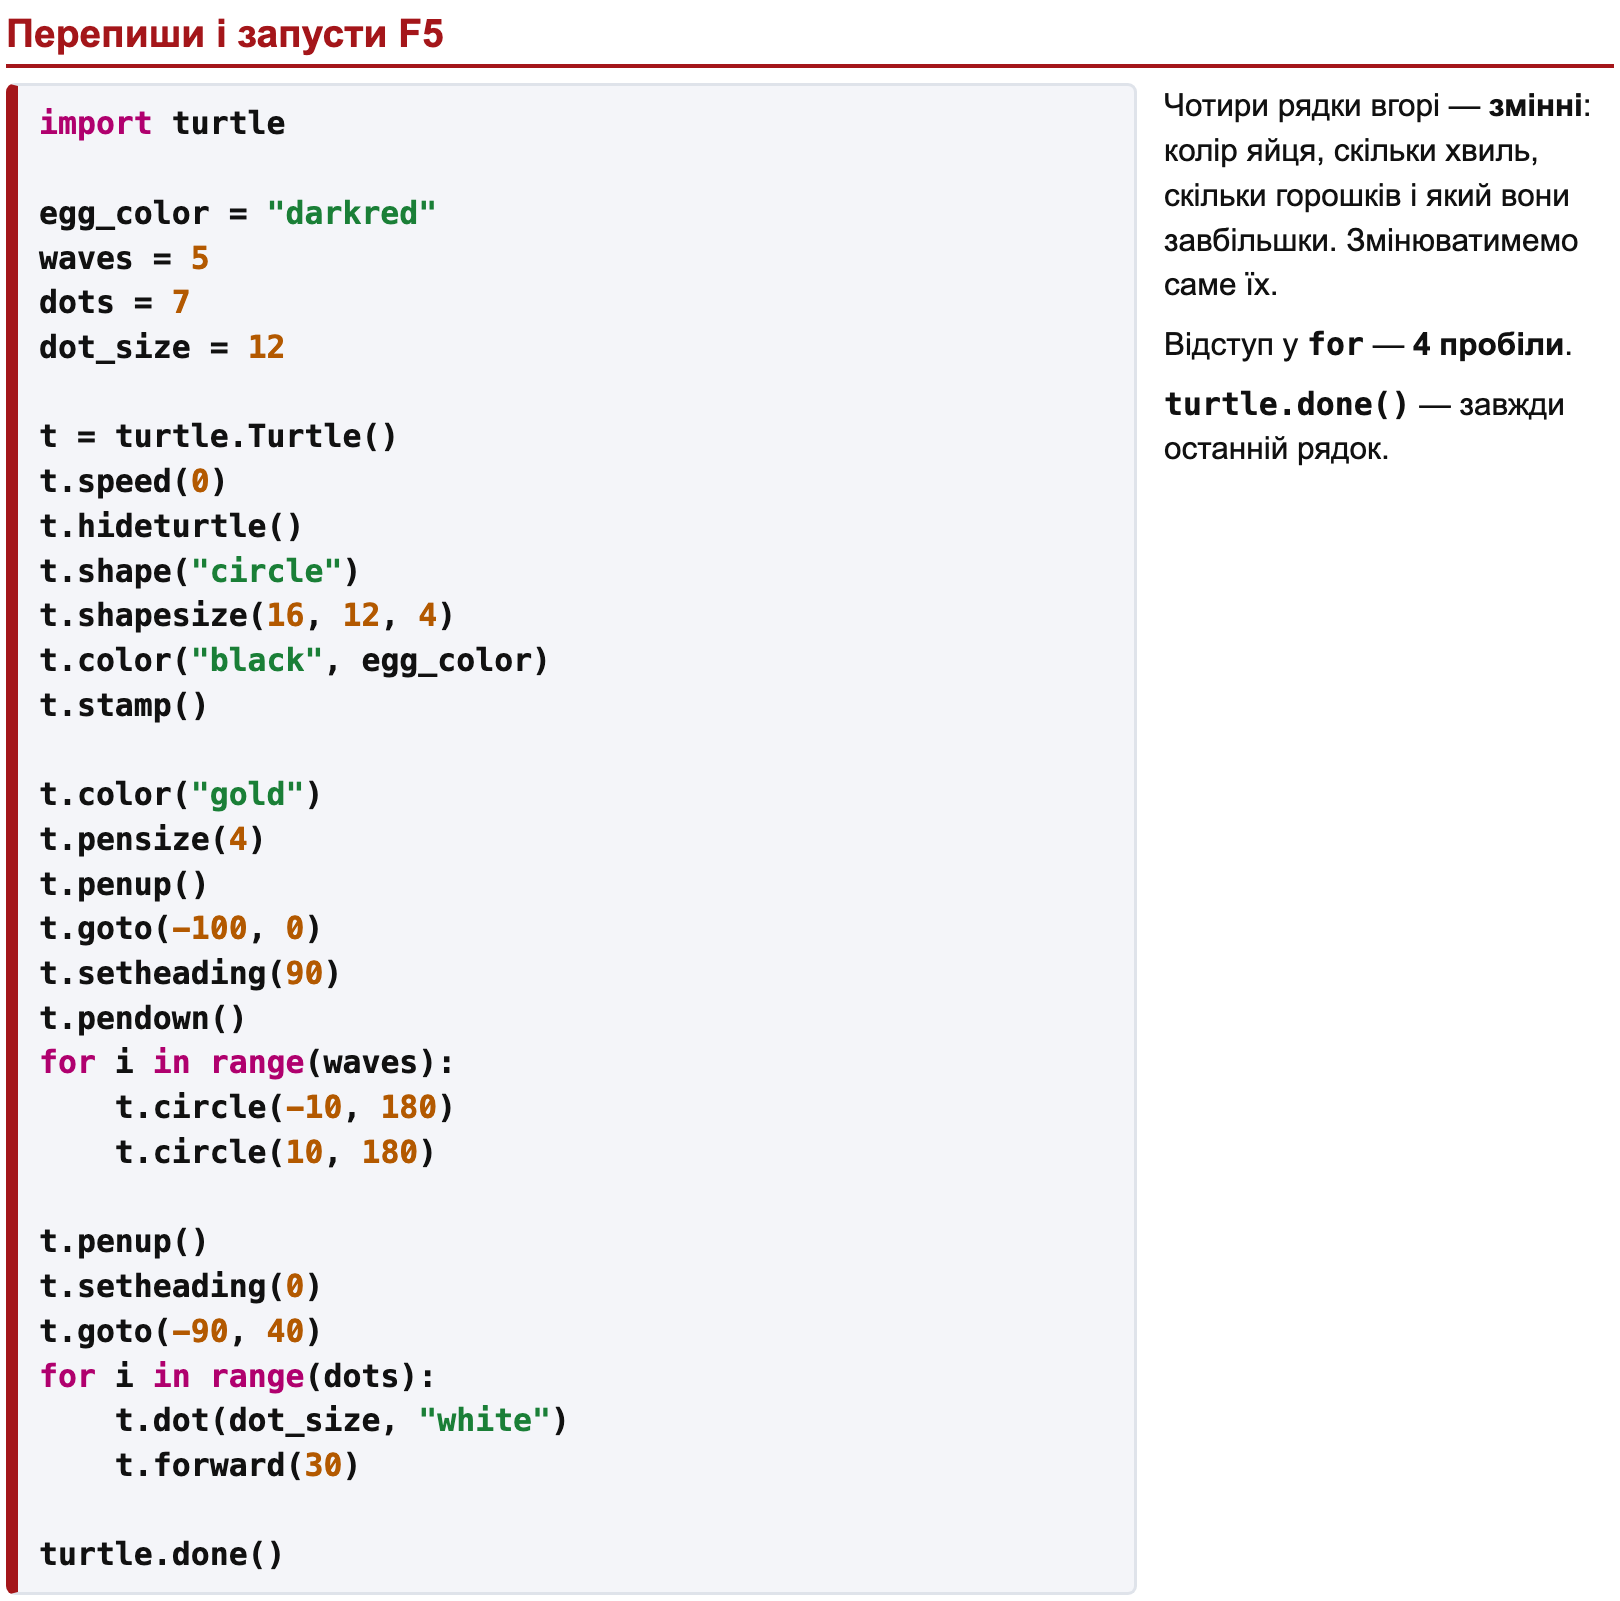 Перепиши і запусти F5
import turtle
egg_color = "darkred"
waves = 5
dots = 7
dot_size = 12
t = turtle.Turtle()
t.speed(0)
t.hideturtle()
t.shape("circle")
t.shapesize(16, 12, 4)
t.color("black", egg_color)
t.stamp()
t.color("gold")
t.pensize(4)
t.penup()
t.goto(-100, 0)
t.setheading(90)
t.pendown()
for i in range(waves):
    t.circle(-10, 180)
    t.circle(10, 180)
t.penup()
t.setheading(0)
t.goto(-90, 40)
for i in range(dots):
    t.dot(dot_size, "white")
    t.forward(30)
turtle.done()
Чотири рядки вгорі — змінні:
колір яйця, скільки хвиль,
скільки горошків і який вони
завбільшки. Змінюватимемо
саме їх.
Відступ у for — 4 пробіли.
turtle.done() — завжди
останній рядок.